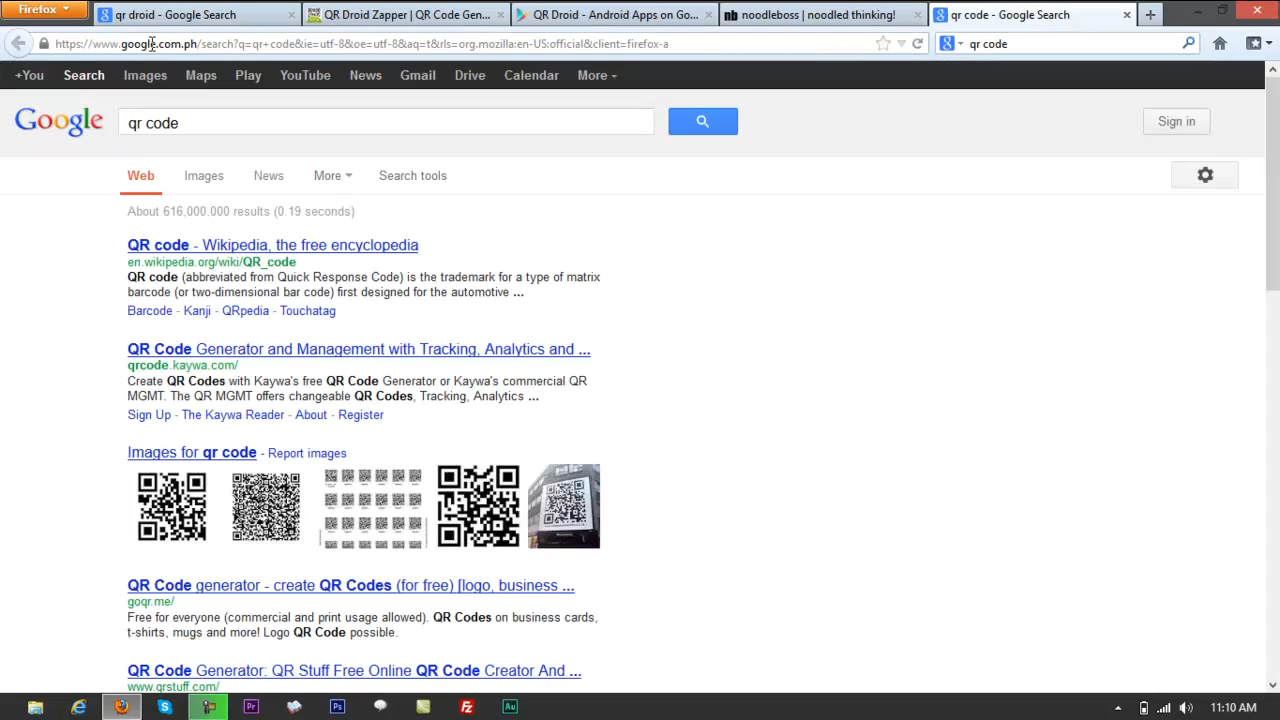 Firefox
qr droid - Google Search
QR Droid Zapper | QR Code Gen...
QR Droid - Android Apps on Go...
noodleboss | noodled thinking!
qr code - Google Search
https://www.google.com.ph/search?q=qr+code&ie=utf-8&oe=utf-8&aq=t&rls=org.mozilla:en-US:official&client=firefox-a
qr code
+You Search Images Maps Play YouTube News Gmail Drive Calendar More
Google
qr code
Sign in
Web Images News More Search tools
About 616,000,000 results (0.19 seconds)
QR code - Wikipedia, the free encyclopedia
en.wikipedia.org/wiki/QR_code
QR code (abbreviated from Quick Response Code) is the trademark for a type of matrix
barcode (or two-dimensional bar code) first designed for the automotive ...
Barcode - Kanji - QRpedia - Touchatag
QR Code Generator and Management with Tracking, Analytics and ...
qrcode.kaywa.com/
Create QR Codes with Kaywa's free QR Code Generator or Kaywa's commercial QR
MGMT. The QR MGMT offers changeable QR Codes, Tracking, Analytics ...
Sign Up - The Kaywa Reader - About - Register
Images for qr code - Report images
QR Code generator - create QR Codes (for free) [logo, business ...
goqr.me/
Free for everyone (commercial and print usage allowed). QR Codes on business cards,
t-shirts, mugs and more! Logo QR Code possible.
QR Code Generator: QR Stuff Free Online QR Code Creator And ...
www.qrstuff.com/
Pr
Ps
Fz
Au
11:10 AM